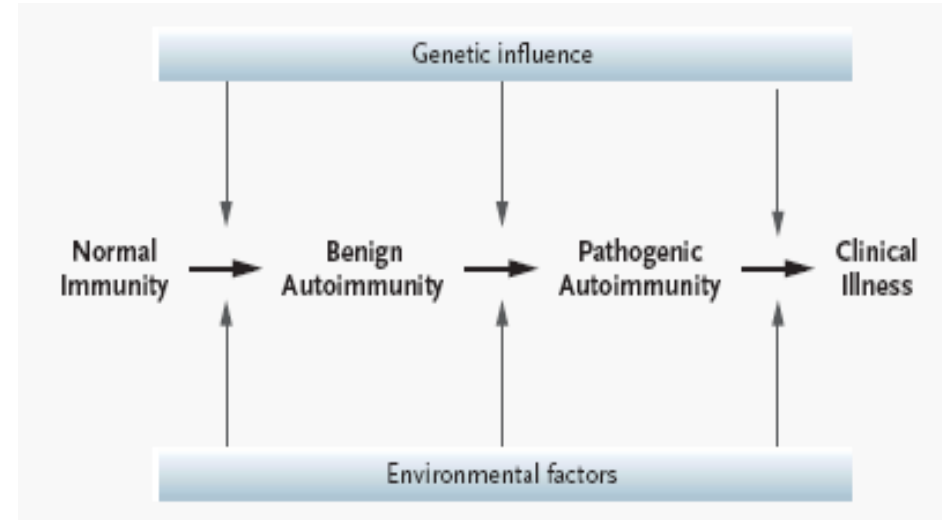 Genetic influence
Normal
Immunity
Benign
Autoimmunity
Pathogenic
Autoimmunity
Clinical
Illness
Environmental factors